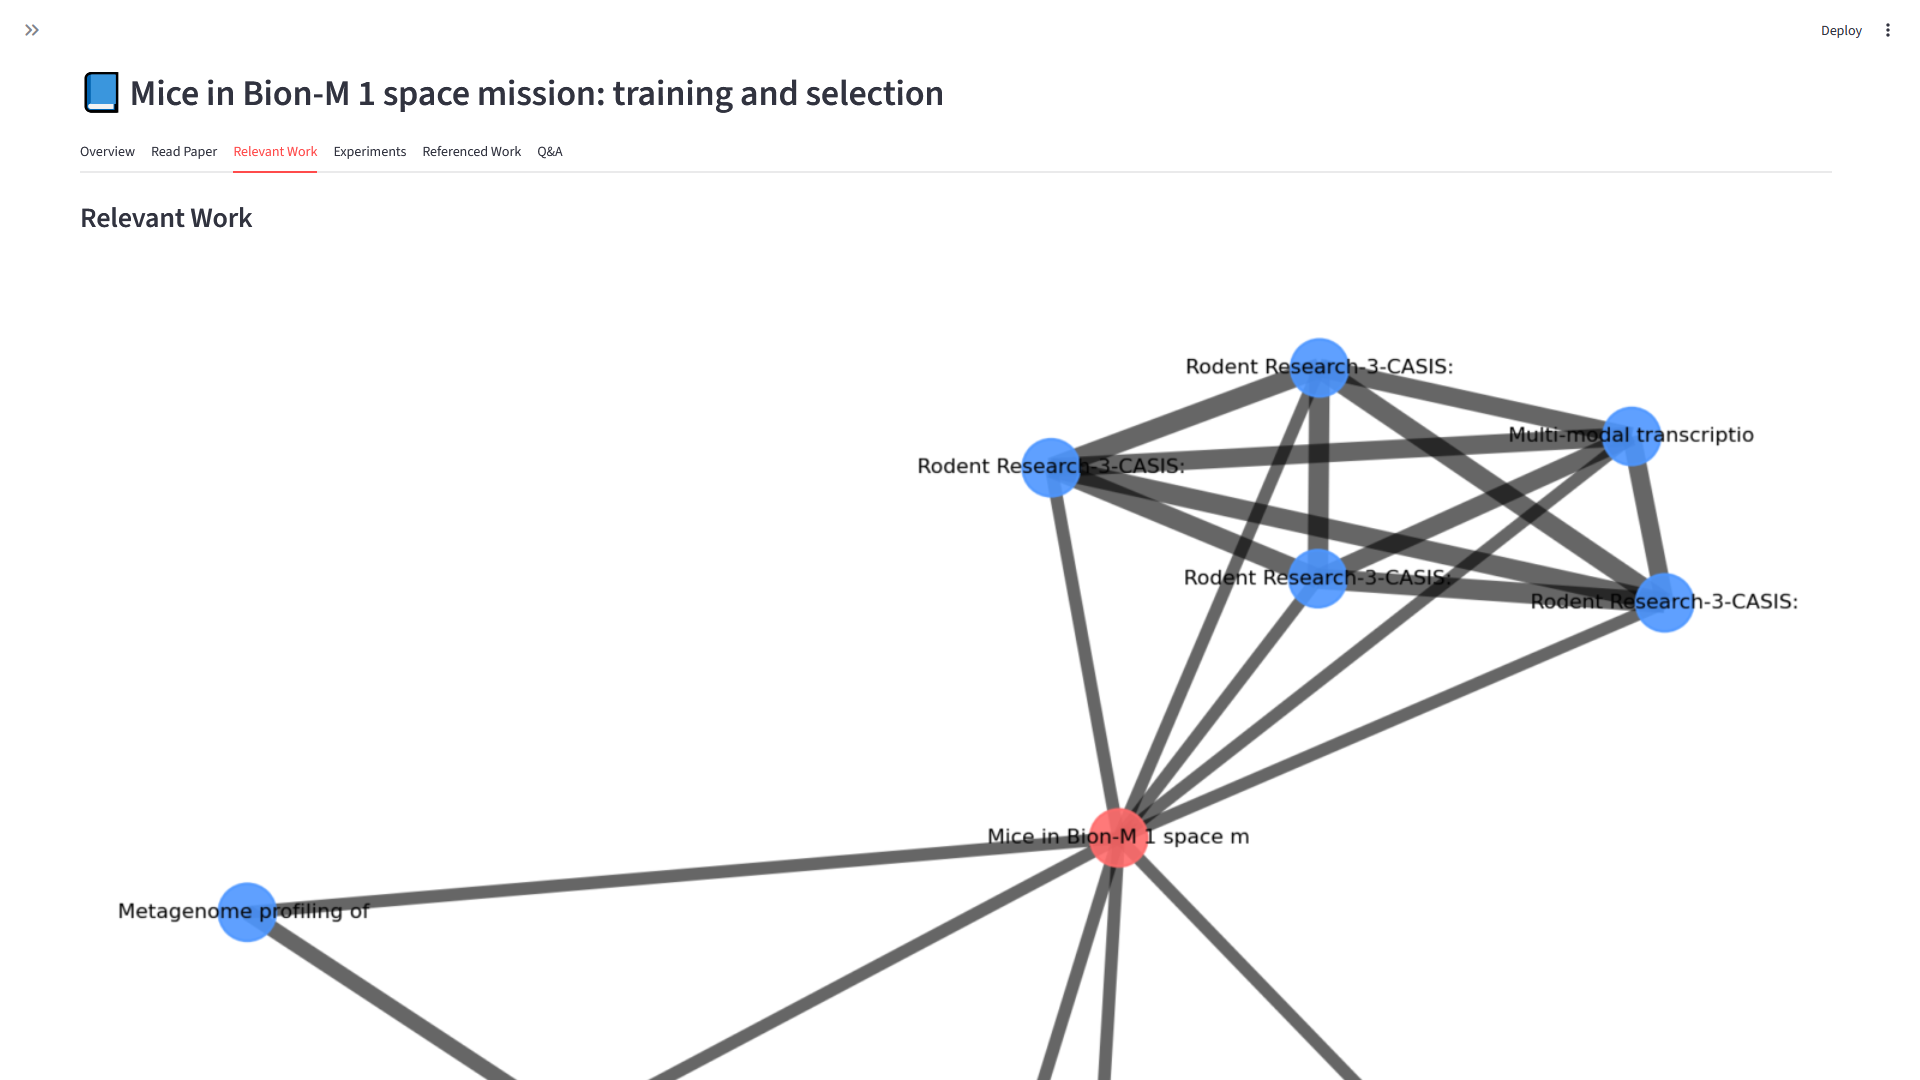 Deploy
Mice in Bion-M 1 space mission: training and selection
Overview Read Paper Relevant Work Experiments Referenced Work Q&A
Relevant Work
Rodent Research-3-CASIS:
Multi-modal transcriptio
Rodent Research-3-CASIS:
Rodent Research-3-CASIS:
Rodent Research-3-CASIS:
Mice in Bion-M 1 space m
Metagenome profiling of